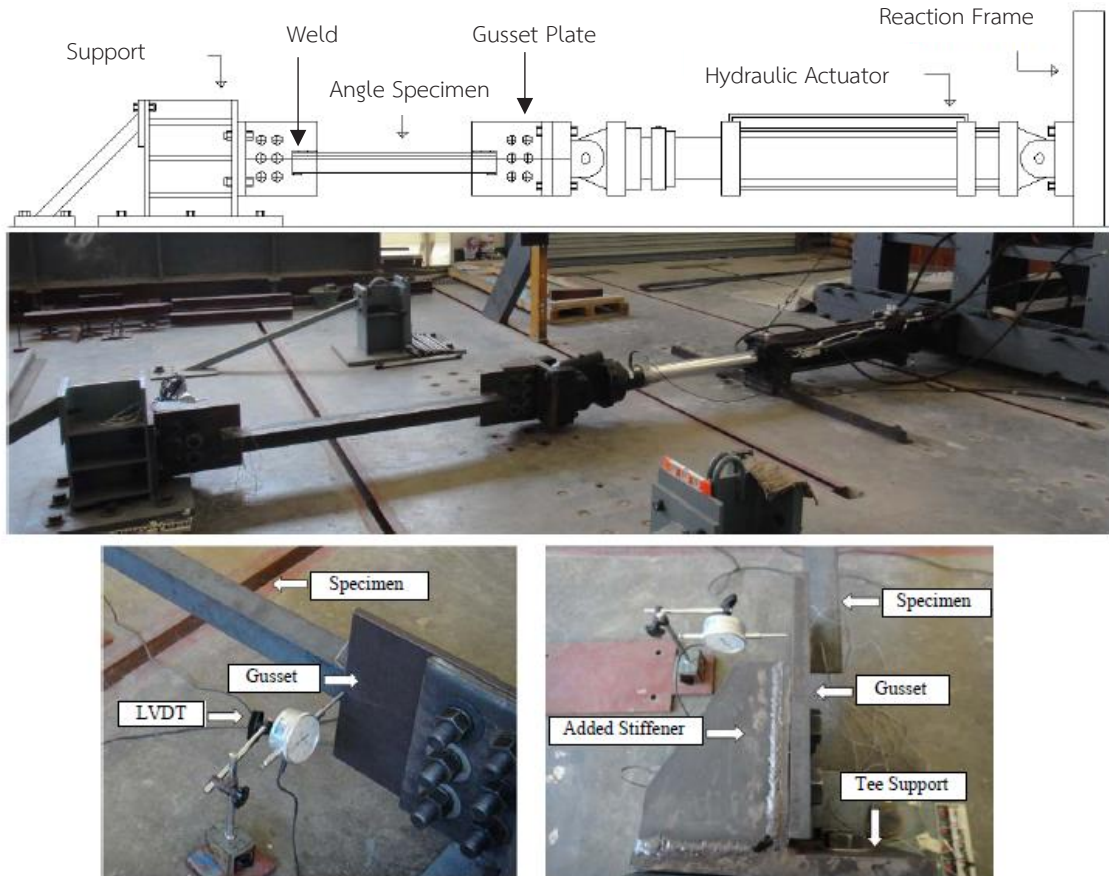 Reaction Frame
Weld
Gusset Plate
Support
Hydraulic Actuator
Angle Specimen
Specimen
Gusset
LVDT
Specimen
Gusset
Added Stiffener
Tee Support